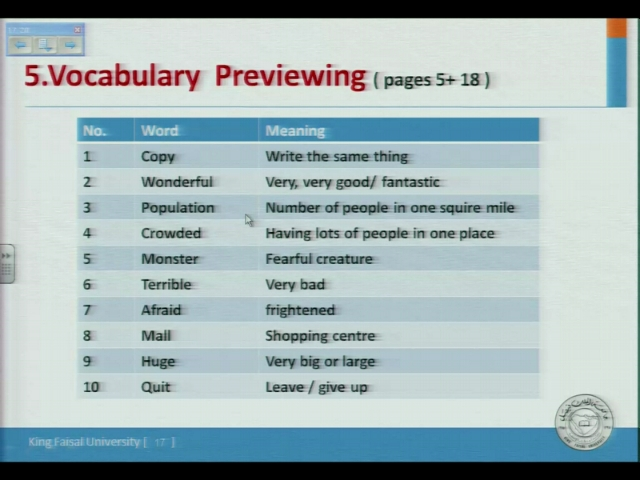 5.Vocabulary Previewing ( pages 5+ 18 )
No. Word Meaning
1 Copy Write the same thing
2 Wonderful Very, very good/ fantastic
3 Population Number of people in one squire mile
4 Crowded Having lots of people in one place
5 Monster Fearful creature
6 Terrible Very bad
7 Afraid frightened
8 Mall Shopping centre
9 Huge Very big or large
10 Quit Leave / give up
King Faisal University [ 17 ]